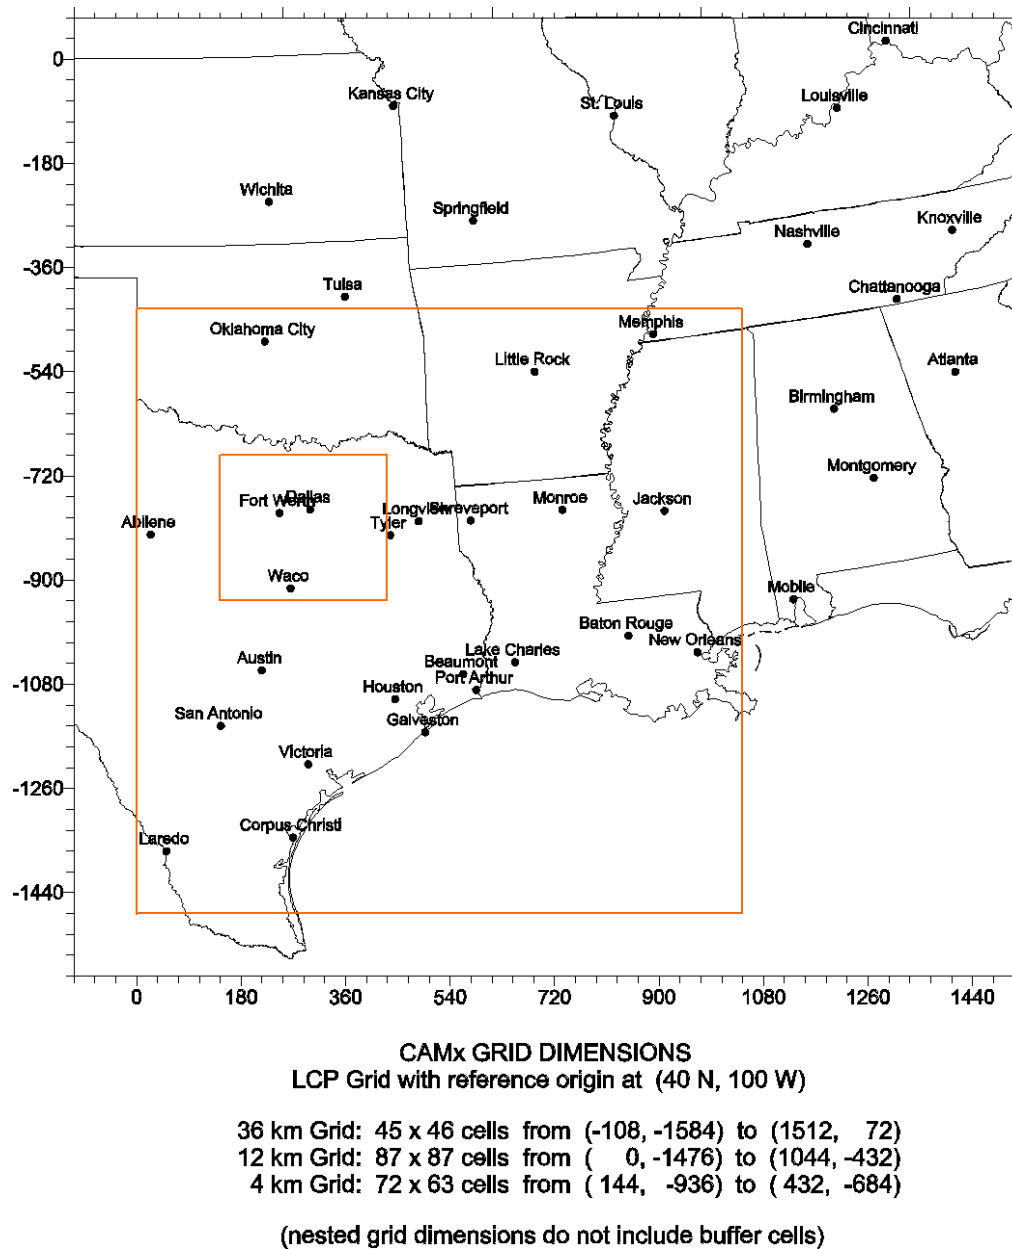 Cincinnati
0
Kansas City
St. Louis
Louisville
-180
Wichita
Springfield
Knoxville
Nashville
-360
Tulsa
Chattanooga
Oklahoma City
Memphis
-540
Little Rock
Atlanta
Birmingham
-720
Montgomery
Dallas
Fort Worth
Longview
Shreveport
Monroe
Jackson
Abilene
Tyler
-900
Waco
Mobile
Baton Rouge
New Orleans
Austin
Lake Charles
Beaumont
-1080
Port Arthur
Houston
San Antonio
Galveston
Victoria
-1260
Corpus Christi
Laredo
-1440
0 180 360 540 720 900 1080 1260 1440
CAMx GRID DIMENSIONS
LCP Grid with reference origin at (40 N, 100 W)
36 km Grid: 45 x 46 cells from (-108, -1584) to (1512, 72)
12 km Grid: 87 x 87 cells from ( 0, -1476) to (1044, -432)
4 km Grid: 72 x 63 cells from ( 144, -936) to ( 432, -684)
(nested grid dimensions do not include buffer cells)